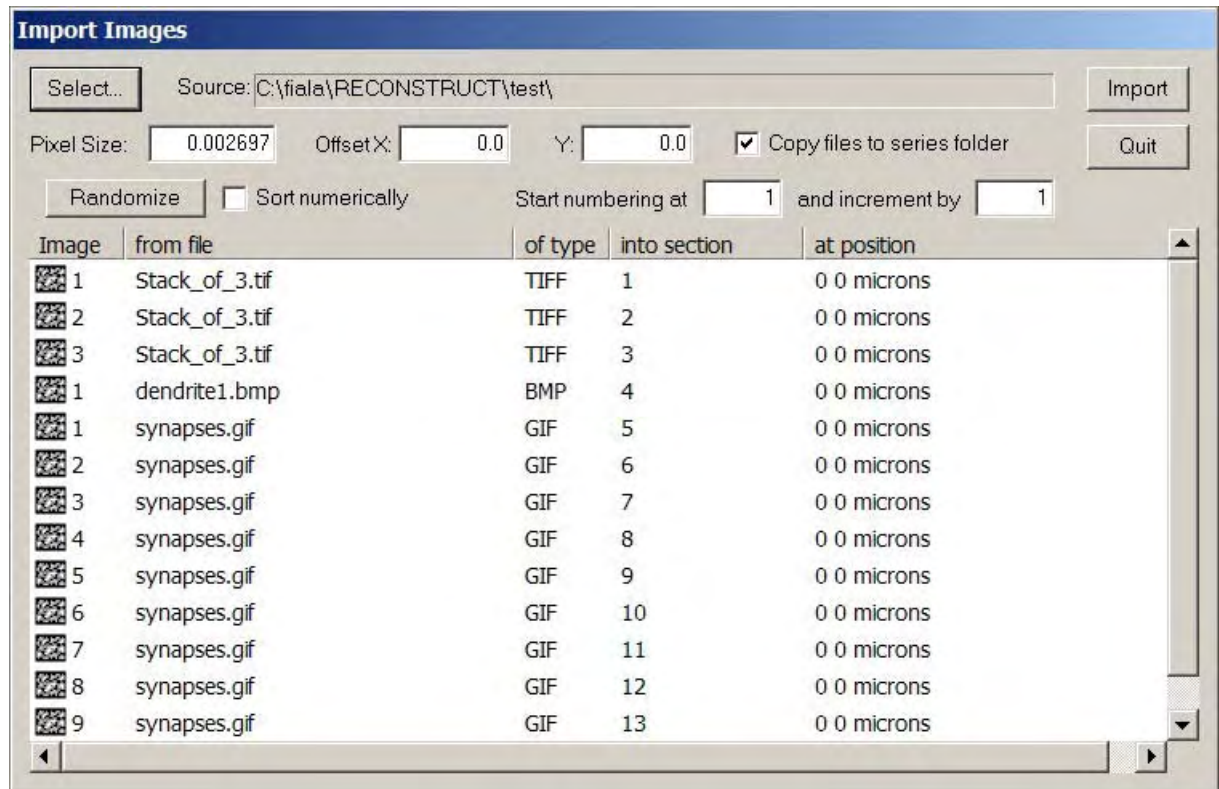 Import Images
Select... Source: C:\fiala\RECONSTRUCT\test\ Import
Pixel Size: 0.002697 Offset X: 0.0 Y: 0.0 Copy files to series folder Quit
Randomize Sort numerically Start numbering at 1 and increment by 1
Image from file of type into section at position
1 Stack_of_3.tif TIFF 1 0 0 microns
2 Stack_of_3.tif TIFF 2 0 0 microns
3 Stack_of_3.tif TIFF 3 0 0 microns
1 dendrite1.bmp BMP 4 0 0 microns
1 synapses.gif GIF 5 0 0 microns
2 synapses.gif GIF 6 0 0 microns
3 synapses.gif GIF 7 0 0 microns
4 synapses.gif GIF 8 0 0 microns
5 synapses.gif GIF 9 0 0 microns
6 synapses.gif GIF 10 0 0 microns
7 synapses.gif GIF 11 0 0 microns
8 synapses.gif GIF 12 0 0 microns
9 synapses.gif GIF 13 0 0 microns